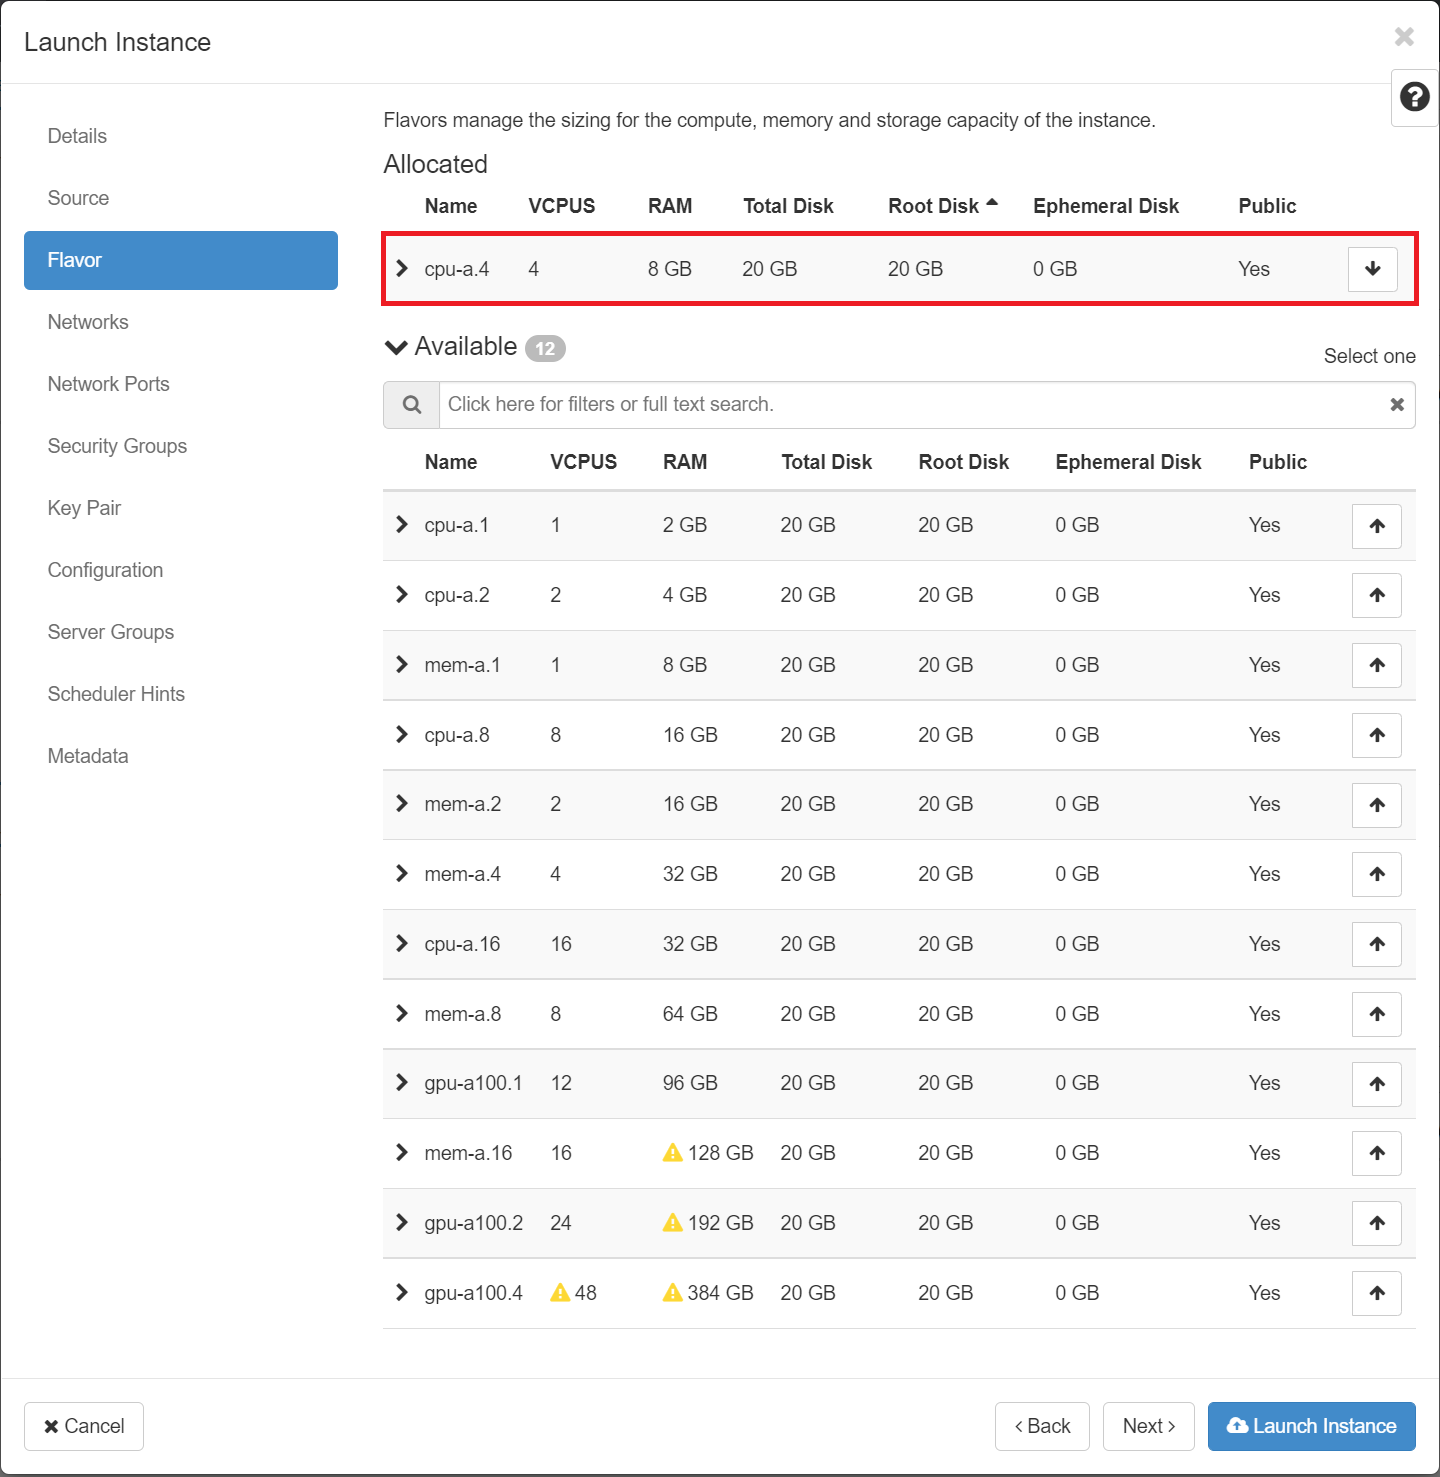 Launch Instance
Details
Source
Flavor
Networks
Network Ports
Security Groups
Key Pair
Configuration
Server Groups
Scheduler Hints
Metadata
Flavors manage the sizing for the compute, memory and storage capacity of the instance.
Allocated
Name VCPUS RAM Total Disk Root Disk Ephemeral Disk Public
cpu-a.4 4 8 GB 20 GB 20 GB 0 GB Yes
Available 12
Select one
Click here for filters or full text search.
Name VCPUS RAM Total Disk Root Disk Ephemeral Disk Public
cpu-a.1 1 2 GB 20 GB 20 GB 0 GB Yes
cpu-a.2 2 4 GB 20 GB 20 GB 0 GB Yes
mem-a.1 1 8 GB 20 GB 20 GB 0 GB Yes
cpu-a.8 8 16 GB 20 GB 20 GB 0 GB Yes
mem-a.2 2 16 GB 20 GB 20 GB 0 GB Yes
mem-a.4 4 32 GB 20 GB 20 GB 0 GB Yes
cpu-a.16 16 32 GB 20 GB 20 GB 0 GB Yes
mem-a.8 8 64 GB 20 GB 20 GB 0 GB Yes
gpu-a100.1 12 96 GB 20 GB 20 GB 0 GB Yes
mem-a.16 16 128 GB 20 GB 20 GB 0 GB Yes
gpu-a100.2 24 192 GB 20 GB 20 GB 0 GB Yes
gpu-a100.4 48 384 GB 20 GB 20 GB 0 GB Yes
Cancel
Back
Next
Launch Instance